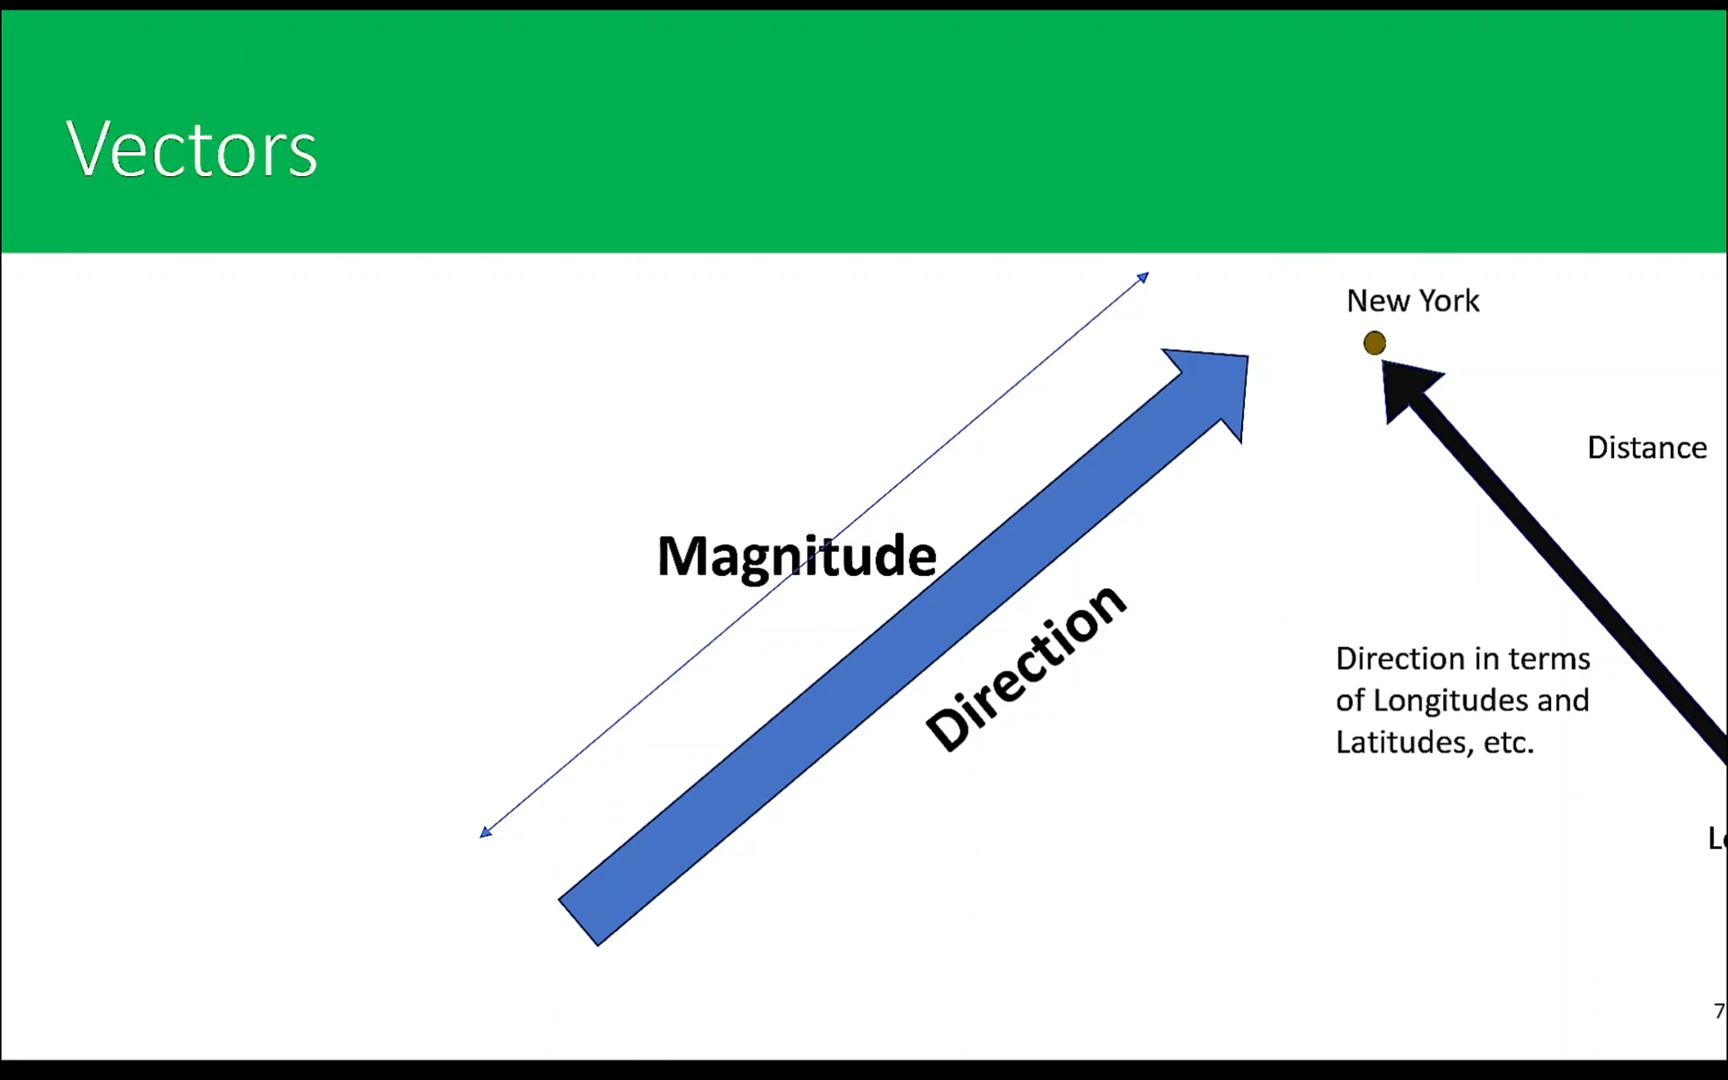 Vectors
New York
Distance
Magnitude
Direction
Direction in terms
of Longitudes and
Latitudes, etc.
7